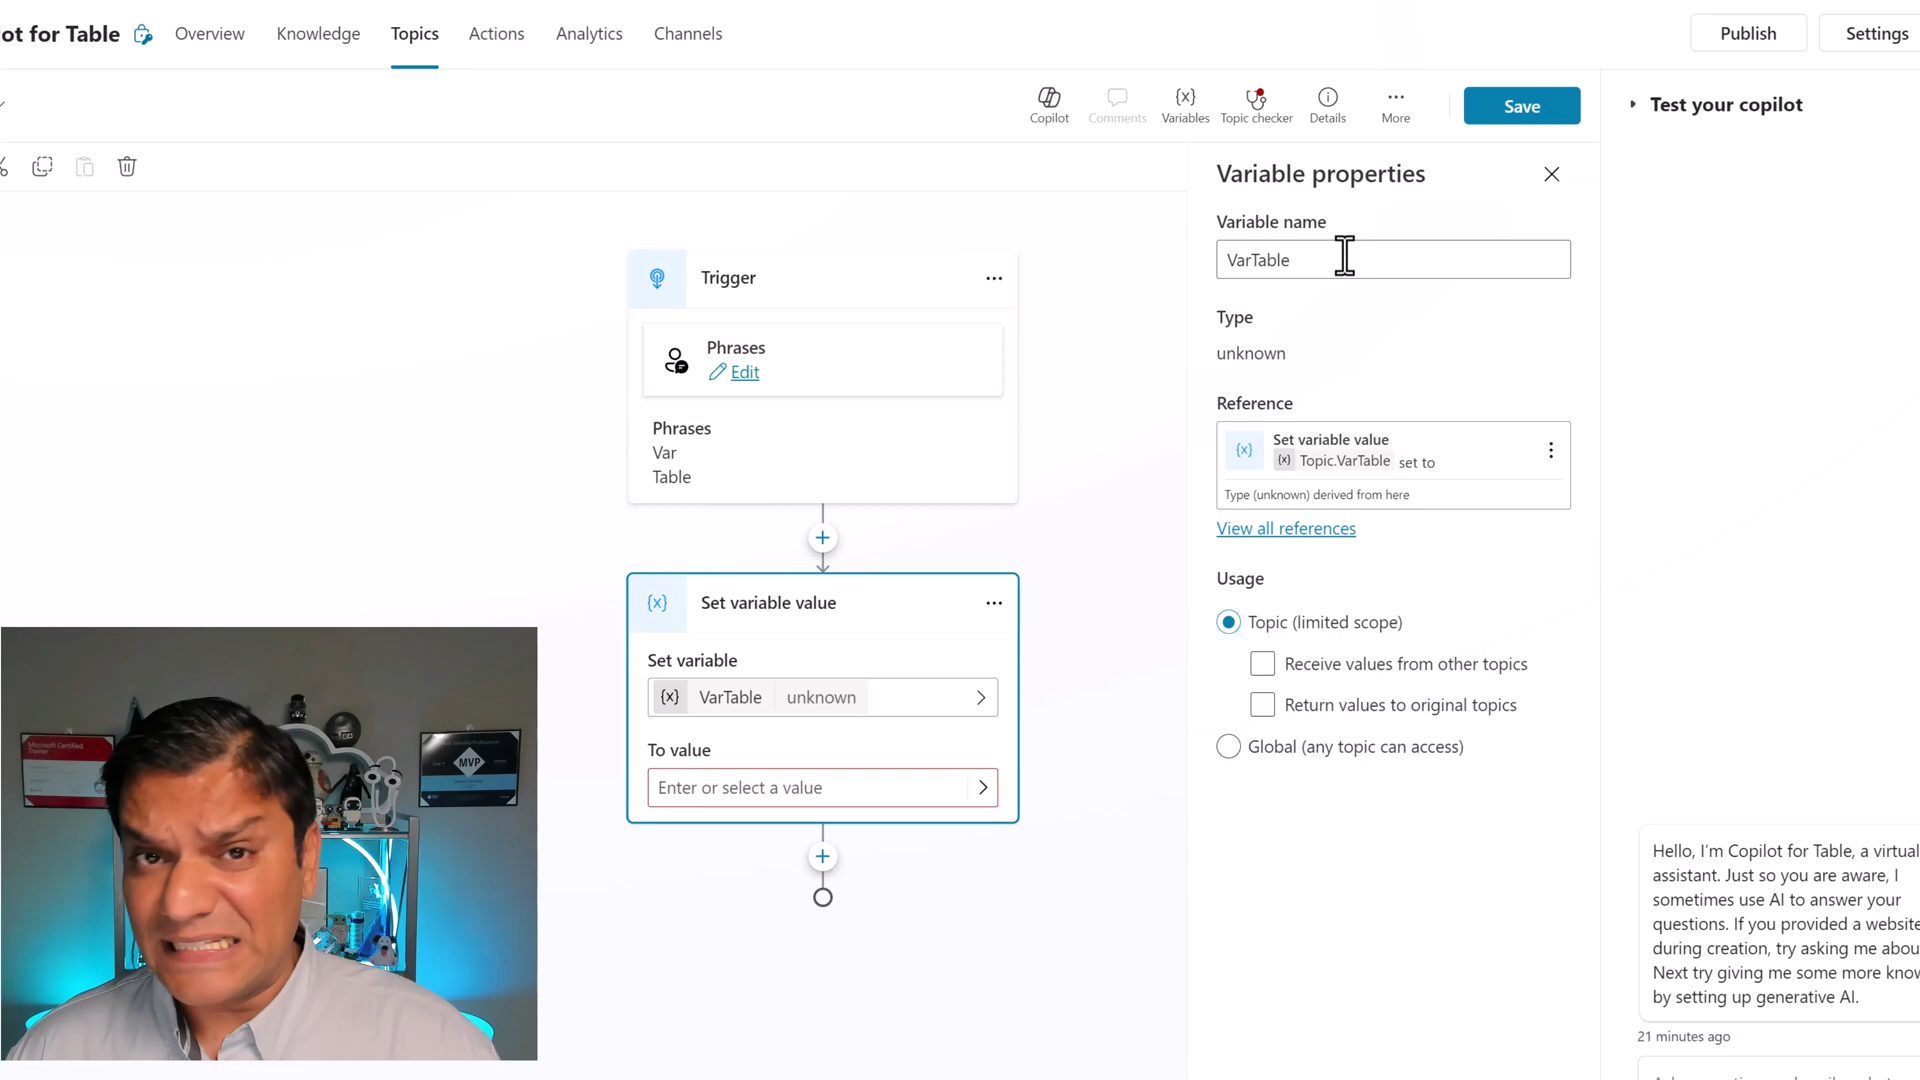 ot for Table
Overview
Knowledge
Topics
Actions
Analytics
Channels
Publish
Settings
Copilot
Comments
{x}
Variables
Topic checker
Details
More
Save
Test your copilot
Variable properties
Variable name
VarTable
Type
unknown
Reference
{x}
Set variable value
{x} Topic.VarTable set to
Type (unknown) derived from here
View all references
Usage
Topic (limited scope)
Receive values from other topics
Return values to original topics
Global (any topic can access)
Trigger
Phrases
Edit
Phrases
Var
Table
{x}
Set variable value
Set variable
{x} VarTable unknown
To value
Enter or select a value
Microsoft Certified
Trainer
MVP
Hello, I'm Copilot for Table, a virtual
assistant. Just so you are aware, I
sometimes use AI to answer your
questions. If you provided a website
during creation, try asking me abou
Next try giving me some more know
by setting up generative AI.
21 minutes ago